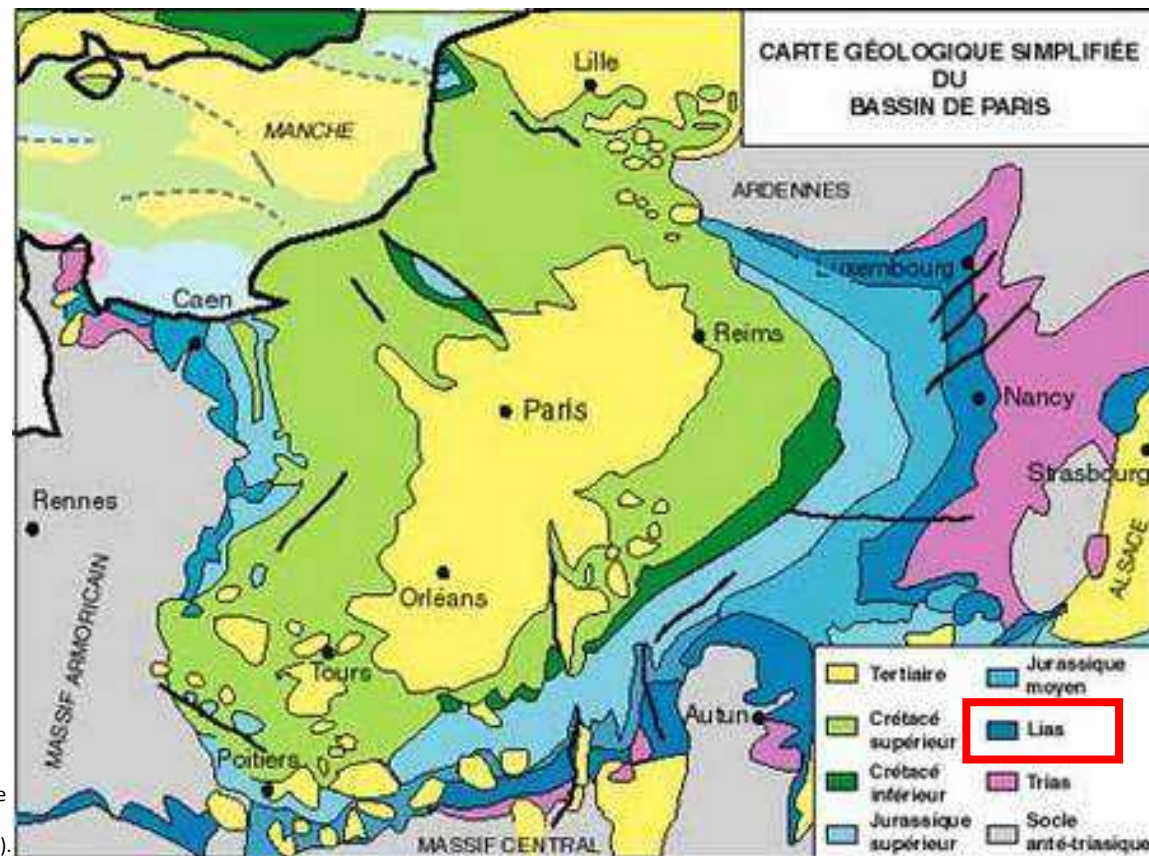 CARTE GÉOLOGIQUE SIMPLIFIÉE
DU
BASSIN DE PARIS
Lille
MANCHE
ARDENNES
Luxembourg
Caen
Reims
Paris
Nancy
Strasbourg
Rennes
ALSACE
MASSIF ARMORICAIN
Orléans
Tours
Autun
Poitiers
MASSIF CENTRAL
Tertiaire
Crétacé
supérieur
Crétacé
inférieur
Jurassique
supérieur
Jurassique
moyen
Lias
Trias
Socle
anté-triasique
e
).